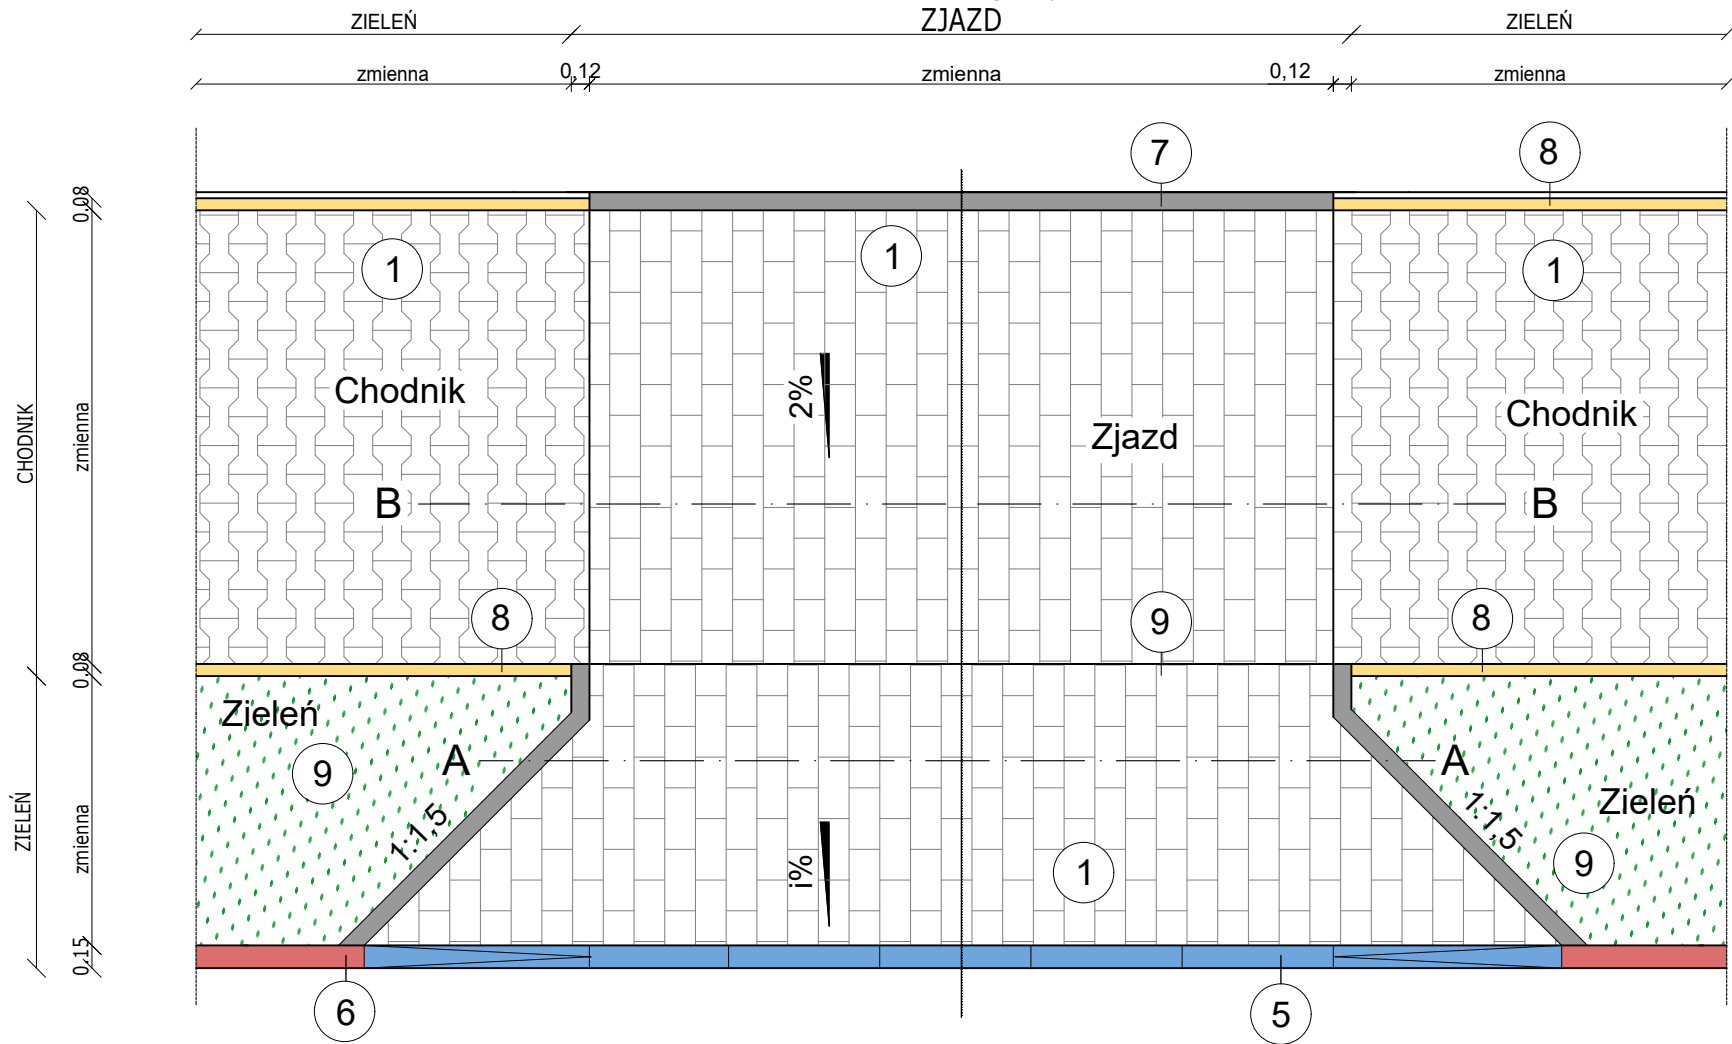 ZIELEŃ
ZJAZD
ZIELEŃ
zmienna
0,12
zmienna
0,12
zmienna
7
8
0.08
1
1
1
CHODNIK
zmienna
Chodnik
2%
Zjazd
Chodnik
B
B
8
9
8
0.08
Zieleń
9
A
A
1:1,5
1:1,5
Zieleń
9
ZIELEŃ
zmienna
i%
1
0,15
6
5